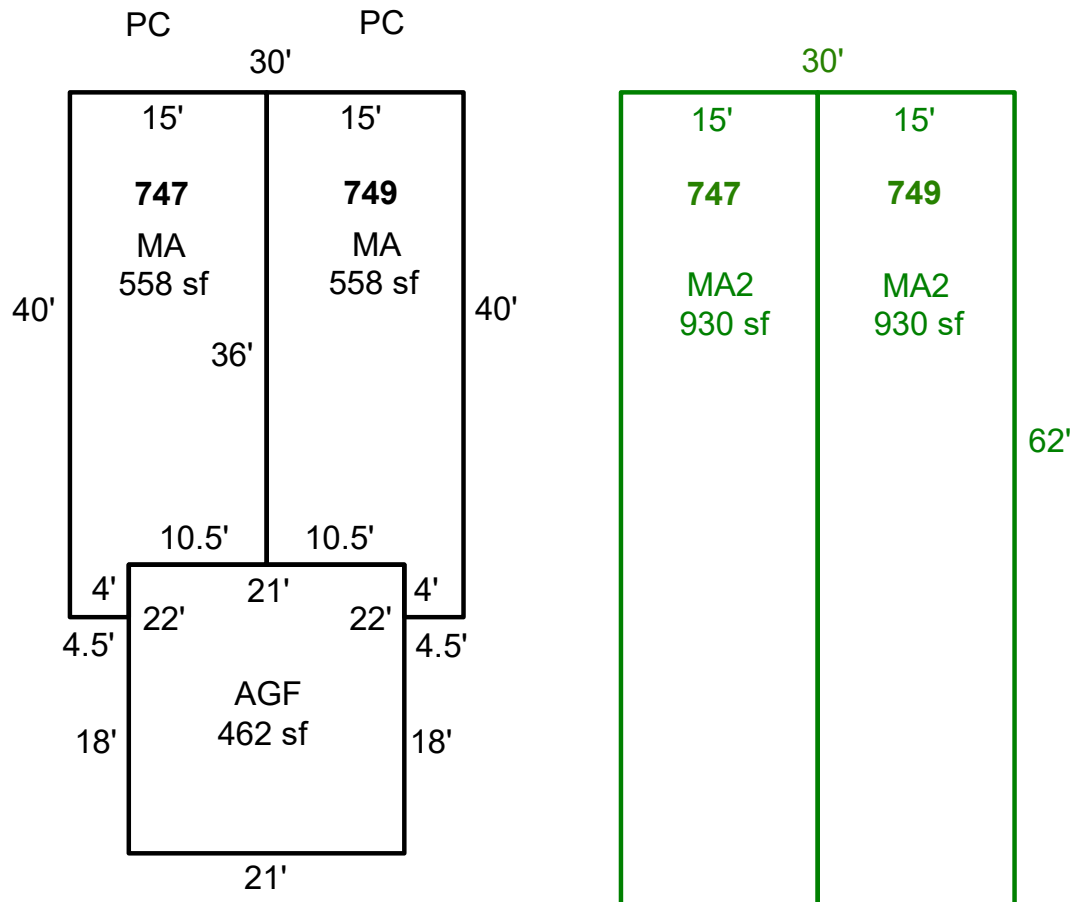 PC PC
30' 30'
15' 15' 15' 15'
747 749 747 749
MA MA
558 sf 558 sf
MA2 MA2
930 sf 930 sf
40' 40'
36'
62'
10.5' 10.5'
4' 21' 4'
22' 22'
4.5' 4.5'
AGF
462 sf
18' 18'
21'